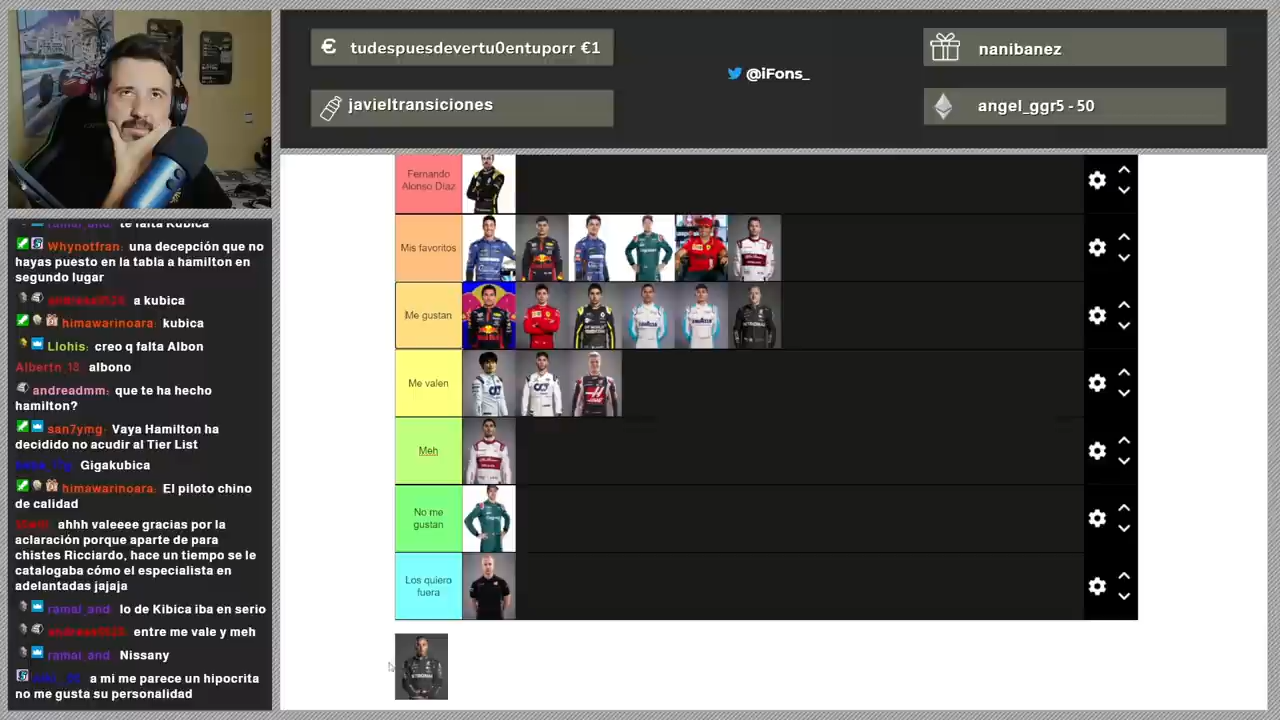 € tudespuesdevertu0entuporr €1
nanibanez
@iFons_
javieltransiciones
angel_ggr5 - 50
Fernando
Alonso Díaz
Mis favoritos
Me gustan
Me valen
Meh
No me
gustan
Los quiero
fuera
ramai_and te falta Kubica
Whynotfran: una decepción que no
hayas puesto en la tabla a hamilton en
segundo lugar
a kubica
himawarinoara: kubica
Llohis: creo q falta Albon
Albertn_18 albono
andreadmm: que te ha hecho
hamilton?
san7ymg: Vaya Hamilton ha
decidido no acudir al Tier List
Gigakubica
himawarinoara: El piloto chino
de calidad
ahhh valeeee gracias por la
aclaración porque aparte de para
chistes Ricciardo, hace un tiempo se le
catalogaba cómo el especialista en
adelantadas jajaja
ramai_and lo de Kibica iba en serio
entre me vale y meh
ramai_and Nissany
a mi me parece un hipocrita
no me gusta su personalidad